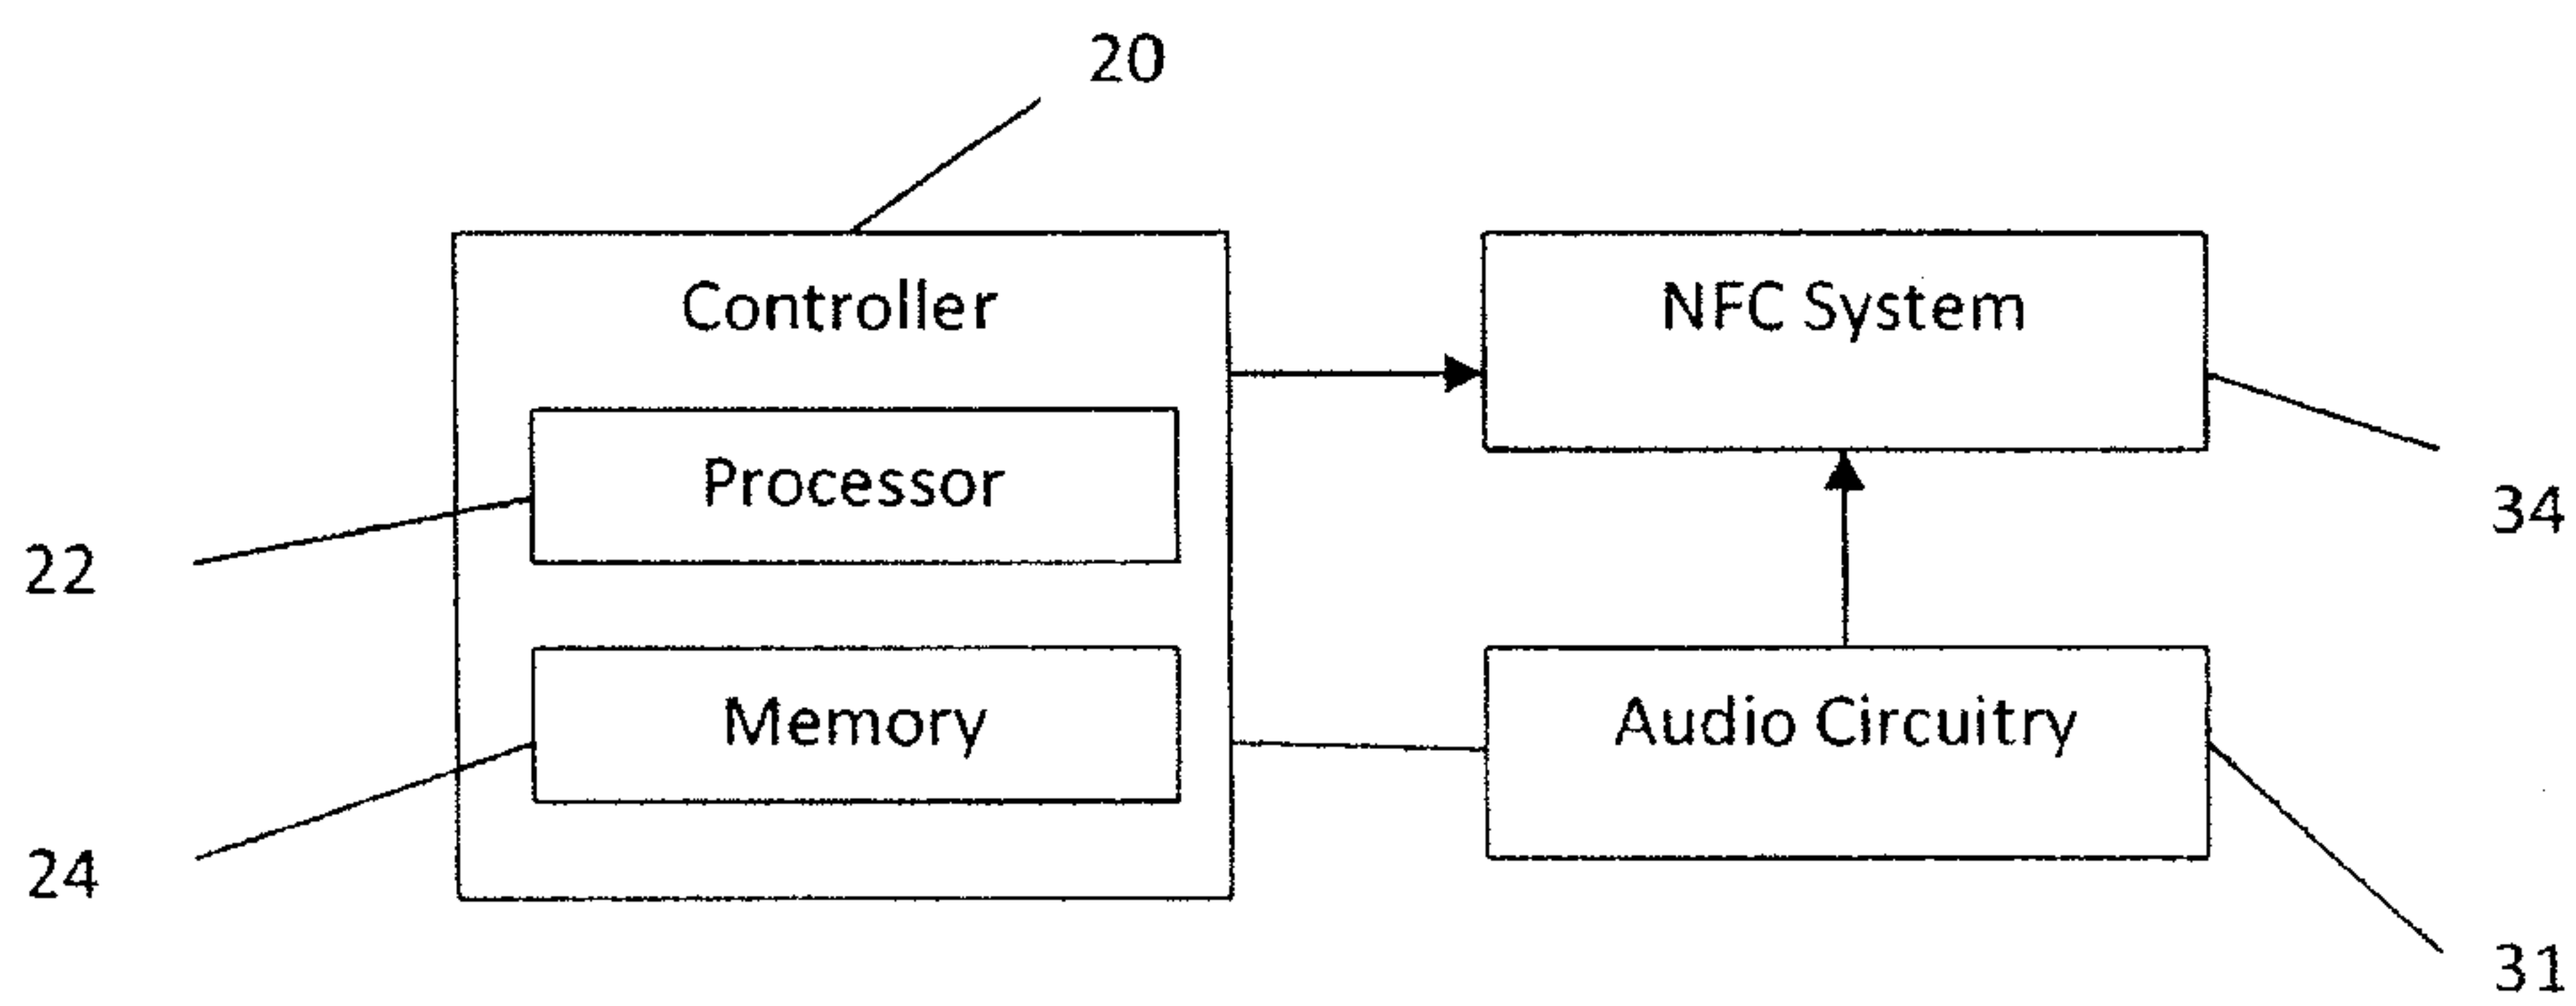 20
Controller
NFC System
Processor
34
22
Memory
Audio Circuitry
24
31